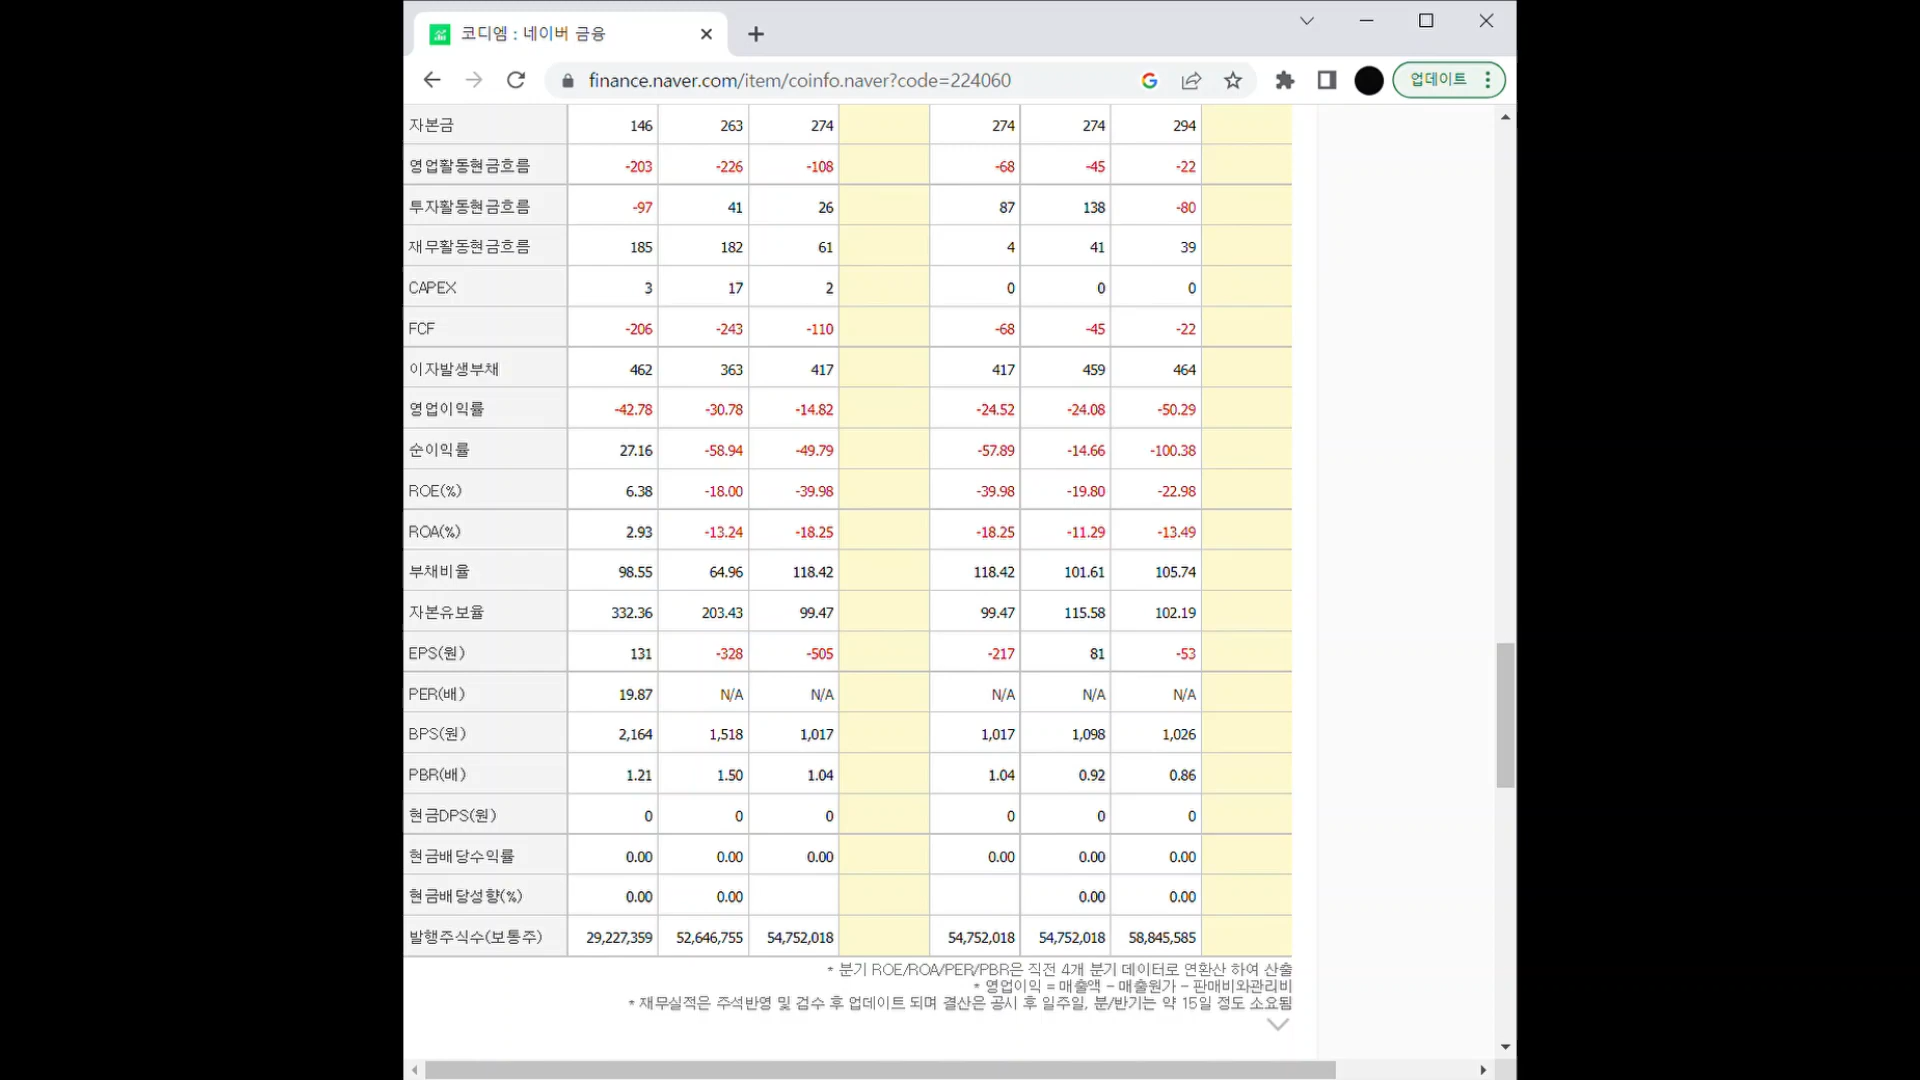 코디엠 : 네이버 금융
finance.naver.com/item/coinfo.naver?code=224060
업데이트
자본금 146 263 274 274 274 294
영업활동현금흐름 -203 -226 -108 -68 -45 -22
투자활동현금흐름 -97 41 26 87 138 -80
재무활동현금흐름 185 182 61 4 41 39
CAPEX 3 17 2 0 0 0
FCF -206 -243 -110 -68 -45 -22
이자발생부채 462 363 417 417 459 464
영업이익률 -42.78 -30.78 -14.82 -24.52 -24.08 -50.29
순이익률 27.16 -58.94 -49.79 -57.89 -14.66 -100.38
ROE(%) 6.38 -18.00 -39.98 -39.98 -19.80 -22.98
ROA(%) 2.93 -13.24 -18.25 -18.25 -11.29 -13.49
부채비율 98.55 64.96 118.42 118.42 101.61 105.74
자본유보율 332.36 203.43 99.47 99.47 115.58 102.19
EPS(원) 131 -328 -505 -217 81 -53
PER(배) 19.87 N/A N/A N/A N/A N/A
BPS(원) 2,164 1,518 1,017 1,017 1,098 1,026
PBR(배) 1.21 1.50 1.04 1.04 0.92 0.86
현금DPS(원) 0 0 0 0 0 0
현금배당수익률 0.00 0.00 0.00 0.00 0.00 0.00
현금배당성향(%) 0.00 0.00 0.00 0.00
발행주식수(보통주) 29,227,359 52,646,755 54,752,018 54,752,018 54,752,018 58,845,585
* 분기 ROE/ROA/PER/PBR은 직전 4개 분기 데이터로 연환산 하여 산출
* 영업이익 = 매출액 - 매출원가 - 판매비와관리비
* 재무실적은 주석반영 및 검수 후 업데이트 되며 결산은 공시 후 일주일, 분/반기는 약 15일 정도 소요됨